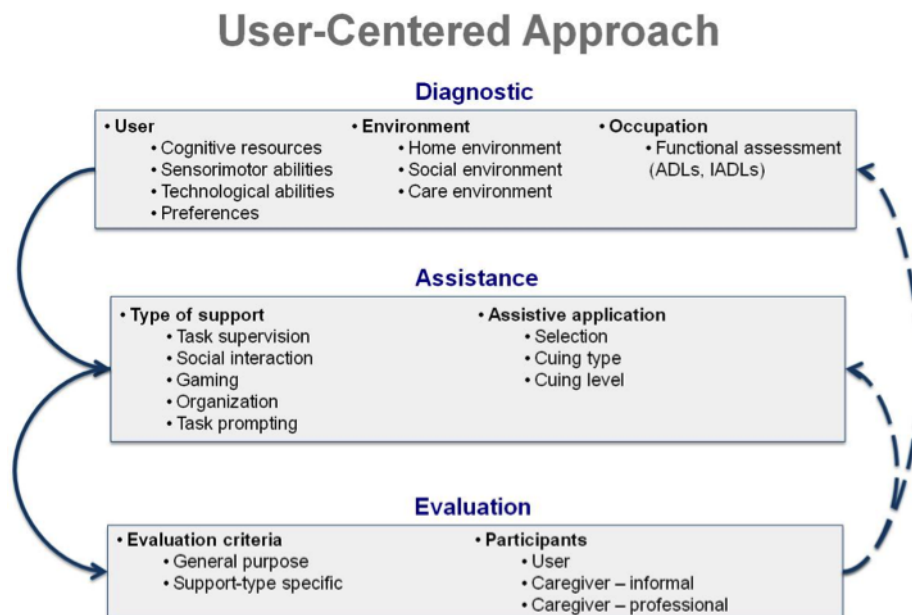 User-Centered Approach
Diagnostic
• User
• Cognitive resources
• Sensorimotor abilities
• Technological abilities
• Preferences
• Environment
• Home environment
• Social environment
• Care environment
• Occupation
• Functional assessment
(ADLs, IADLs)
Assistance
• Type of support
• Task supervision
• Social interaction
• Gaming
• Organization
• Task prompting
• Assistive application
• Selection
• Cuing type
• Cuing level
Evaluation
• Evaluation criteria
• General purpose
• Support-type specific
• Participants
• User
• Caregiver – informal
• Caregiver – professional